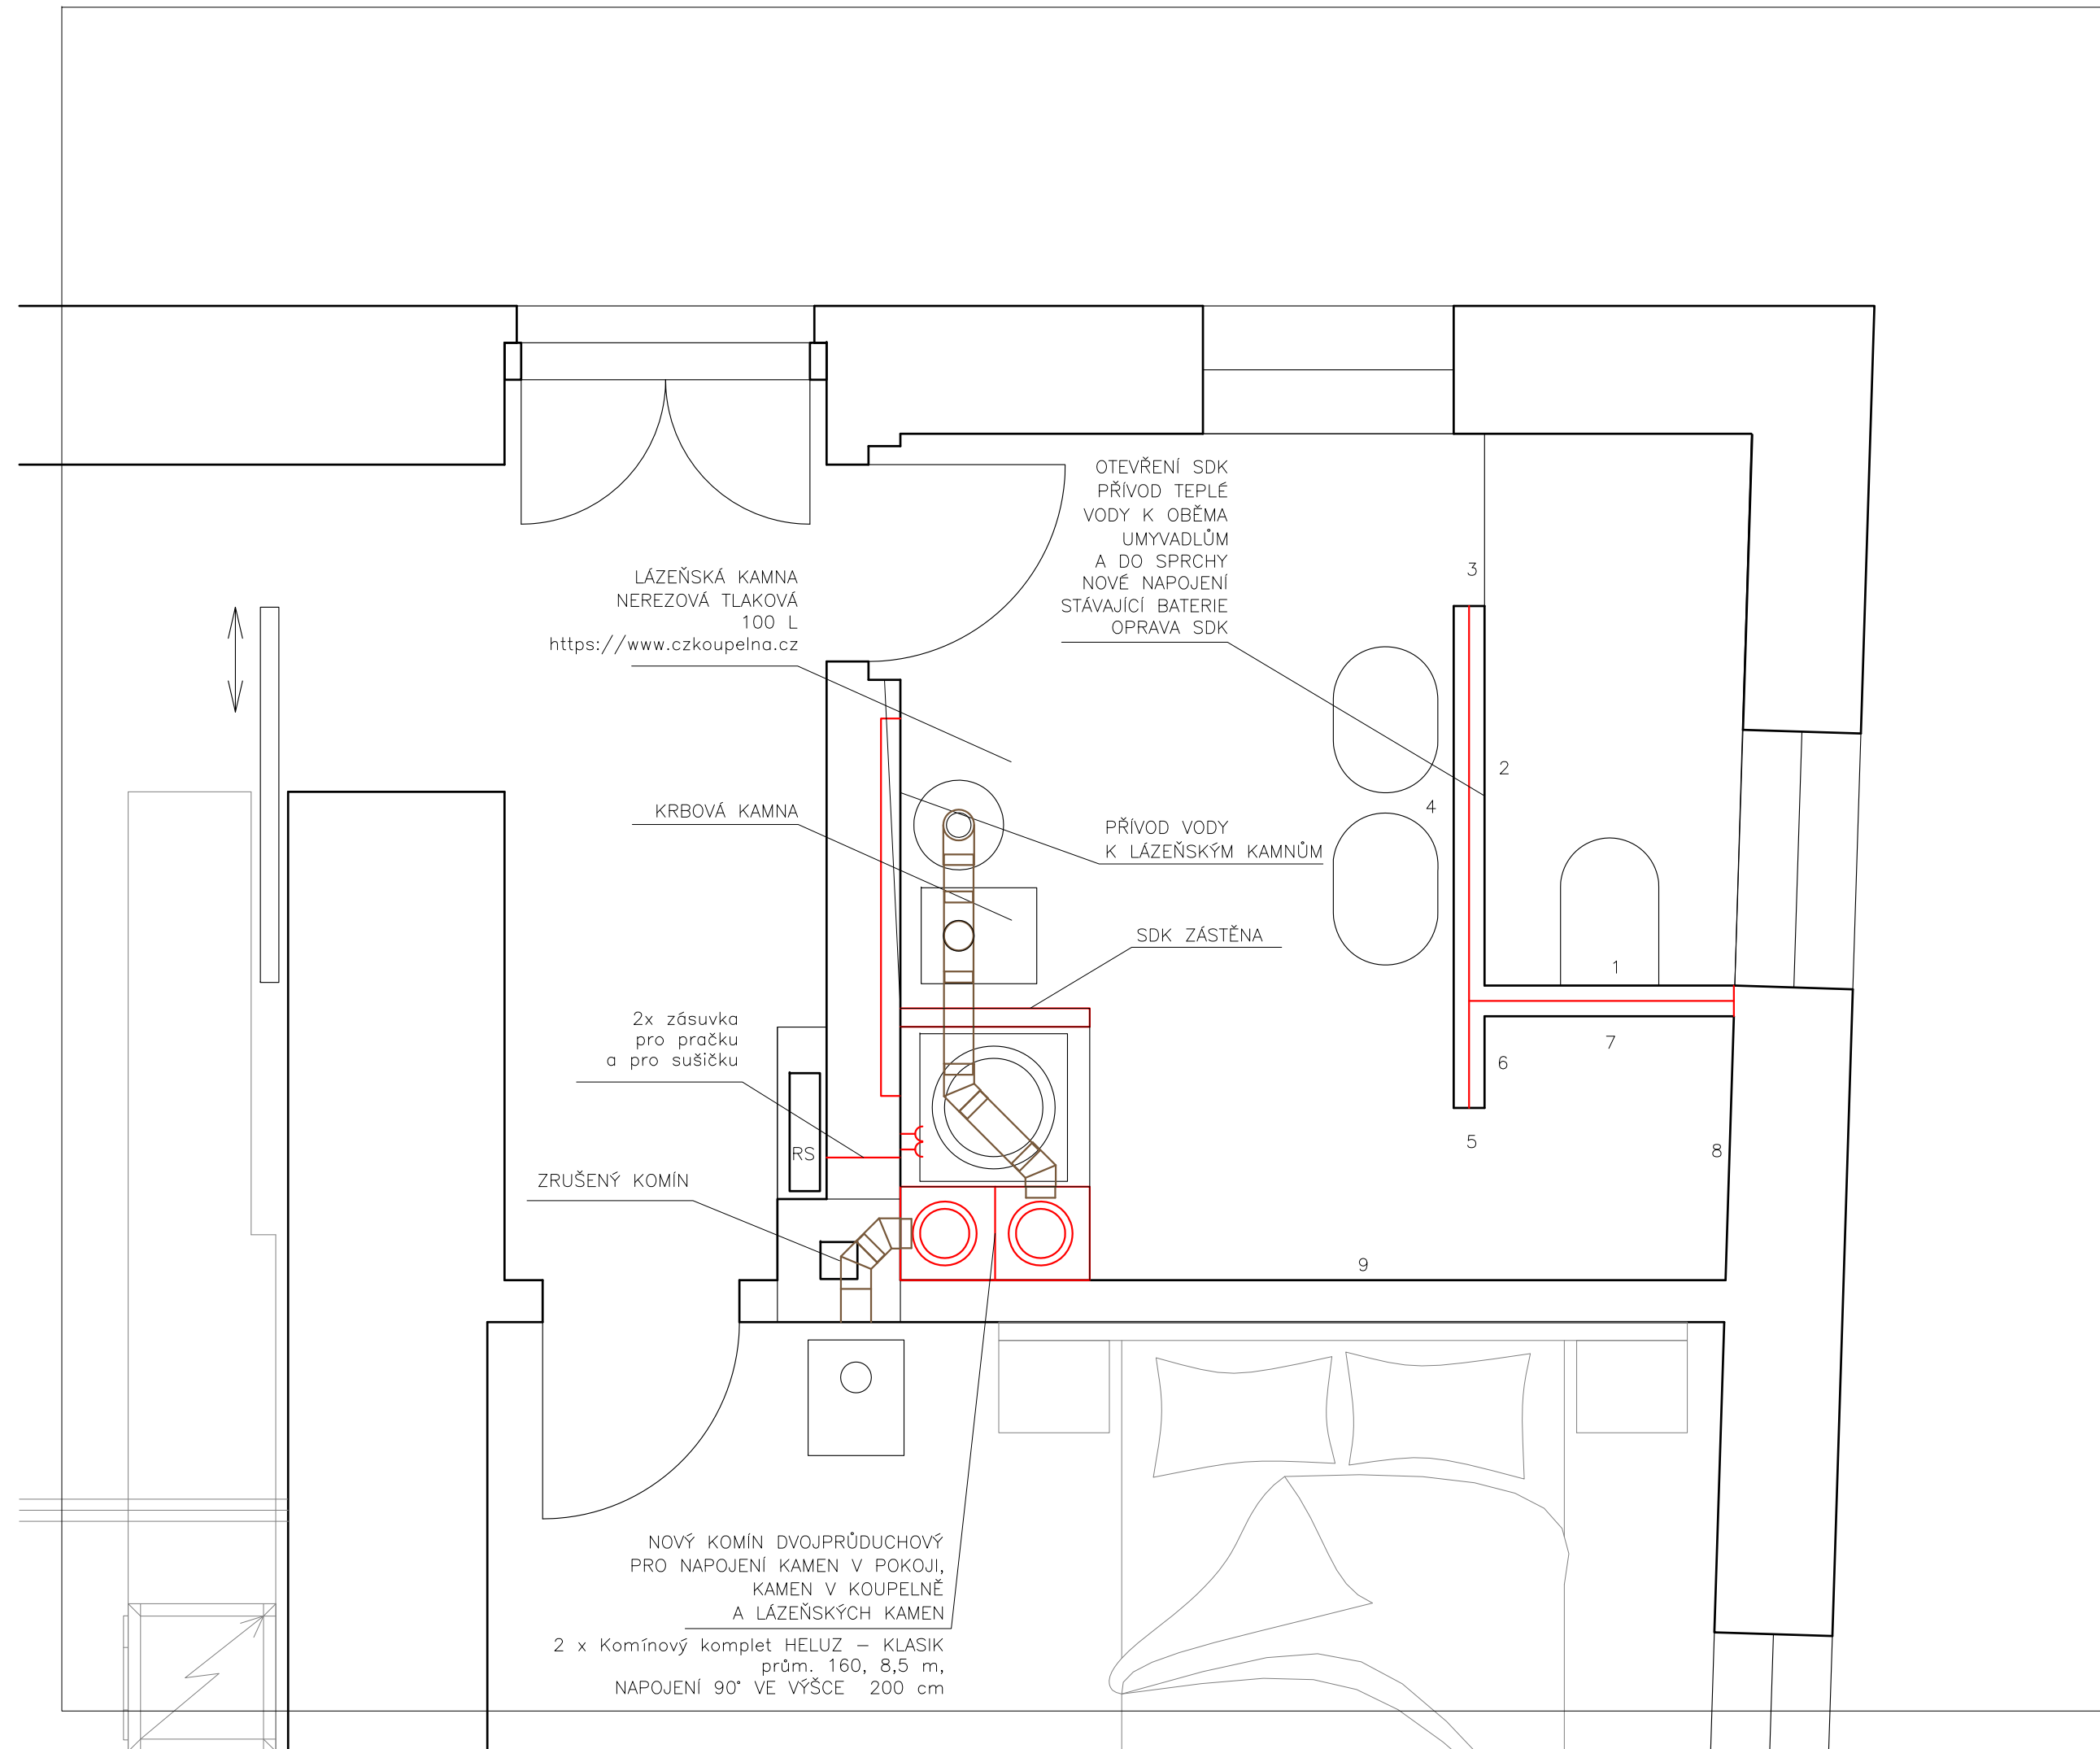 OTEVŘENÍ SDK
PŘÍVOD TEPLÉ
VODY K OBĚMA
UMYVADLŮM
A DO SPRCHY
NOVÉ NAPOJENÍ
STÁVAJÍCÍ BATERIE
OPRAVA SDK
LÁZEŇSKÁ KAMNA
NEREZOVÁ TLAKOVÁ
100 L
https://www.czkoupelna.cz
3
2
4
KRBOVÁ KAMNA
PŘÍVOD VODY
K LÁZEŇSKÝM KAMNŮM
SDK ZÁSTĚNA
1
2x zásuvka
pro pračku
a pro sušičku
7
6
5
8
RS
ZRUŠENÝ KOMÍN
9
NOVÝ KOMÍN DVOJPRŮDUCHOVÝ
PRO NAPOJENÍ KAMEN V POKOJI,
KAMEN V KOUPELNĚ
A LÁZEŇSKÝCH KAMEN
2 x Komínový komplet HELUZ – KLASIK
prům. 160, 8,5 m,
NAPOJENÍ 90° VE VÝŠCE 200 cm